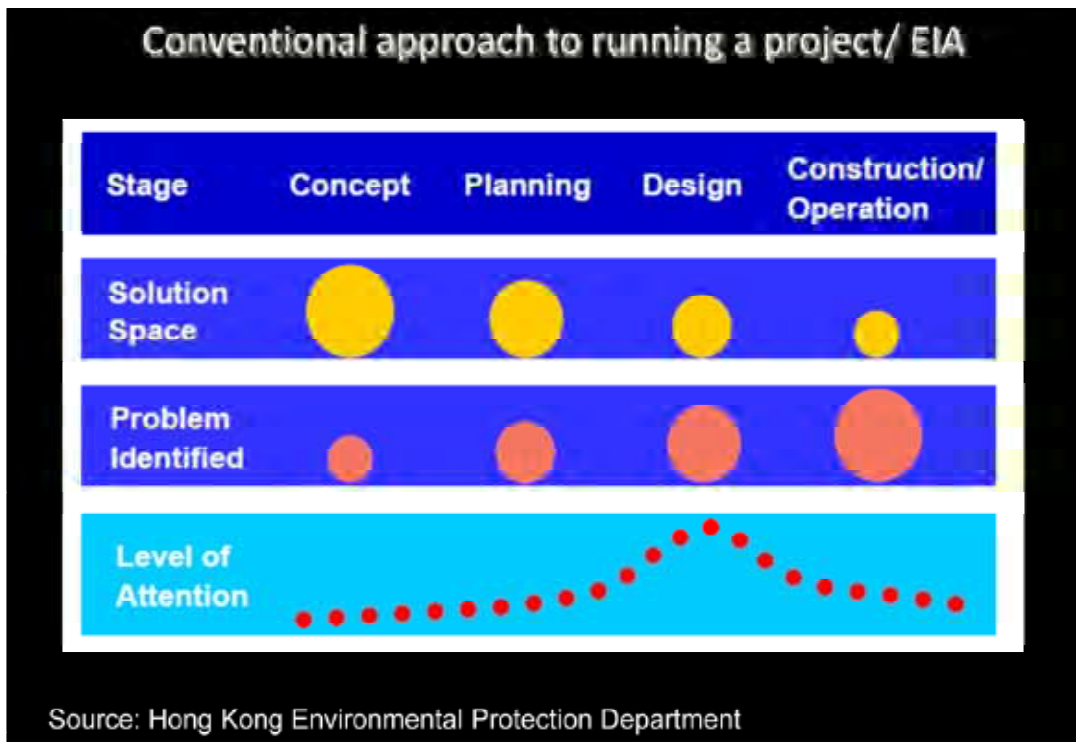 Conventional approach to running a project/ EIA
Stage Concept Planning Design Construction/
Operation
Solution
Space
Problem
Identified
Level of
Attention
Source: Hong Kong Environmental Protection Department